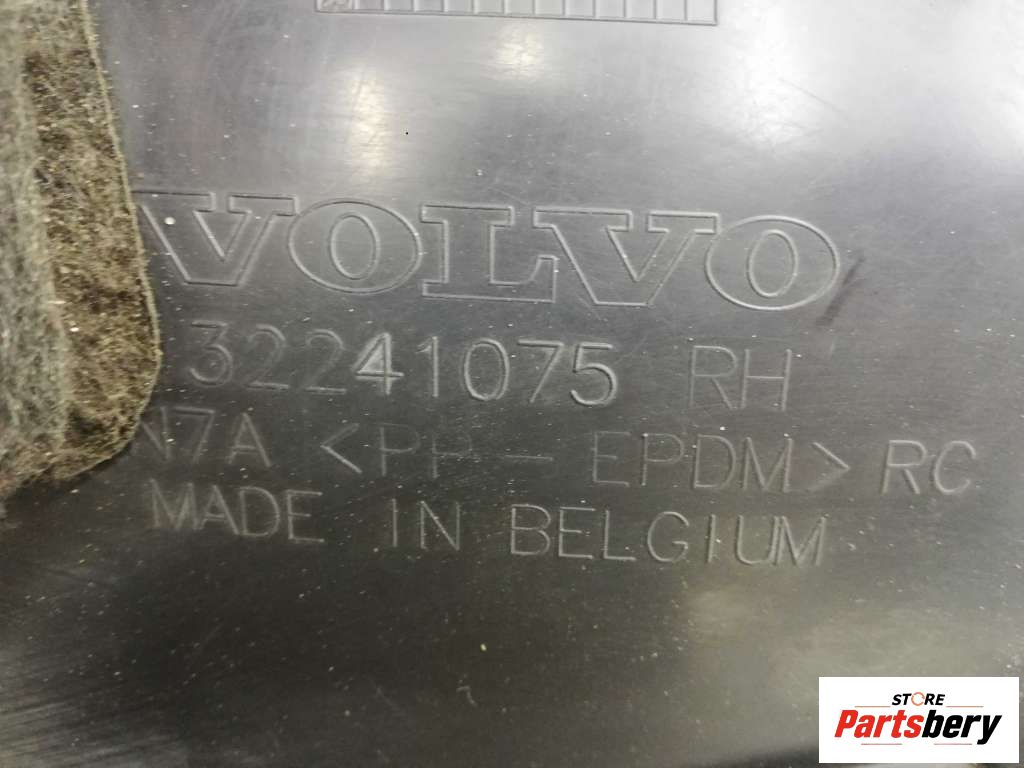 VOLVO
32241075 RH
N7A <PP-EPDM> RC
MADE IN BELGIUM
STORE
Partsbery